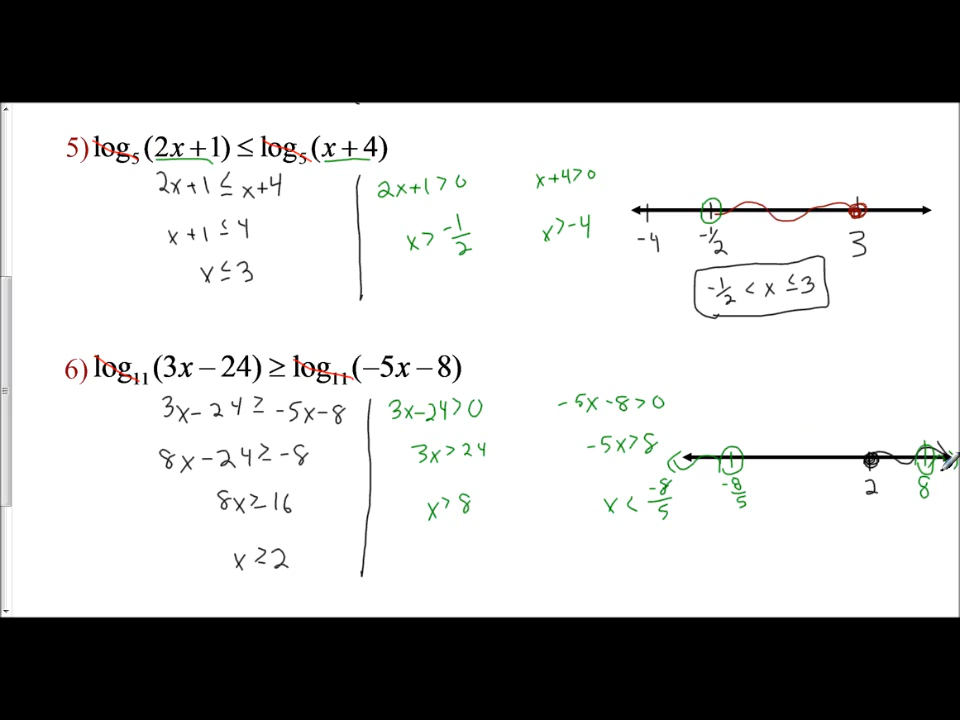 5) log₅(2x+1) ≤ log₅(x+4)
2x+1 ≤ x+4
2x+1>0
x+4>0
x+1 ≤ 4
x > -1/2
x>-4
-4 -1/2 3
x ≤ 3
-1/2 < x ≤ 3
6) log₁₁(3x − 24) ≥ log₁₁(−5x − 8)
3x-24 ≥ -5x-8
3x-24>0
-5x-8>0
8x-24 ≥ -8
3x>24
-5x>8
-8/5 2 8
8x ≥ 16
x > 8
x < -8/5
x ≥ 2